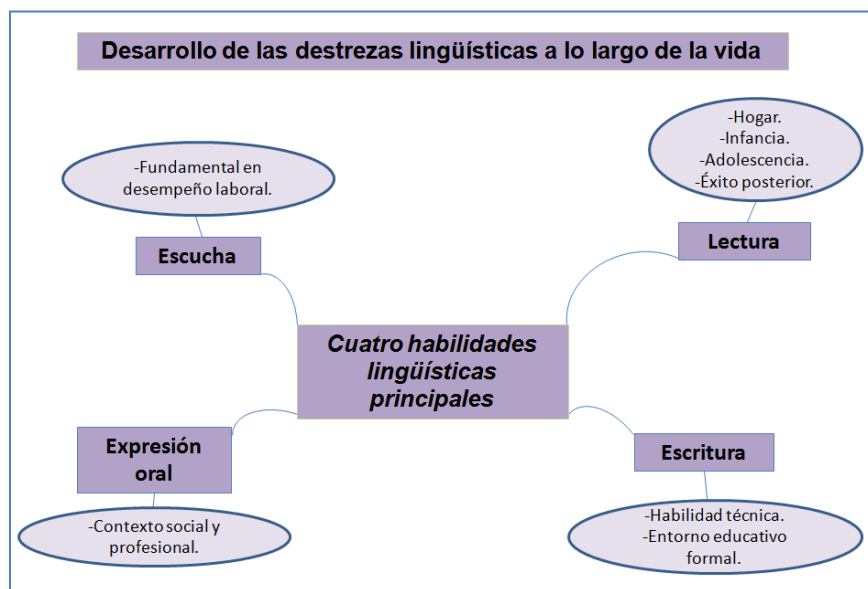 Desarrollo de las destrezas lingüísticas a lo largo de la vida
-Fundamental en
desempeño laboral.
Escucha
-Hogar.
-Infancia.
-Adolescencia.
-Éxito posterior.
Lectura
Cuatro habilidades
lingüísticas
principales
Expresión
oral
-Contexto social y
profesional.
Escritura
-Habilidad técnica.
-Entorno educativo
formal.